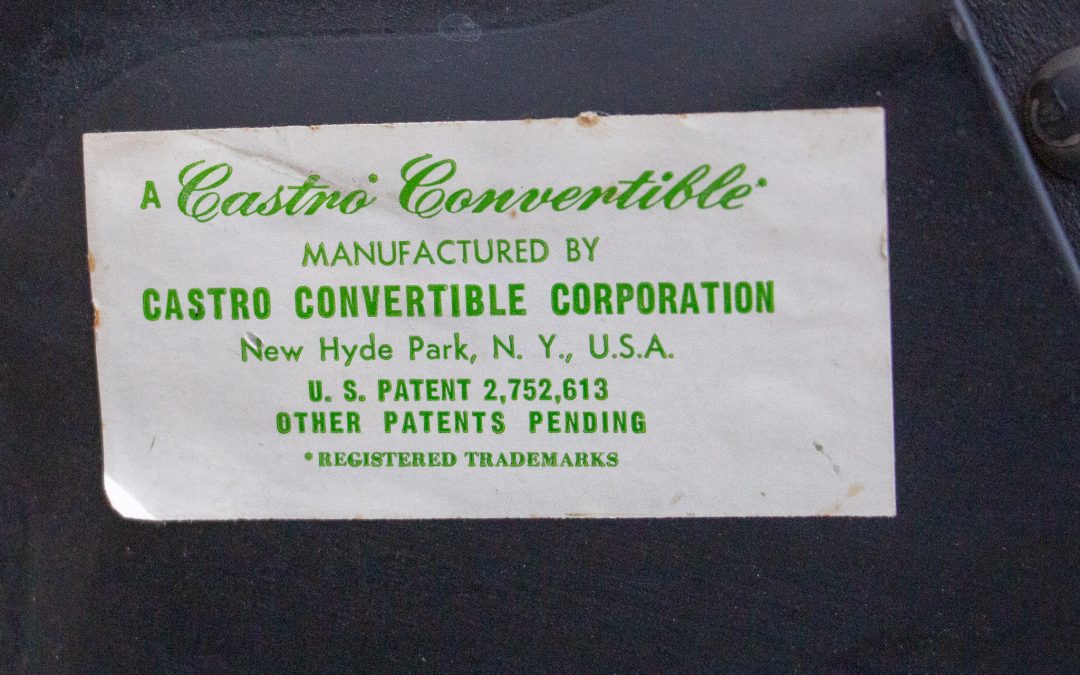 A Castro* Convertible*
MANUFACTURED BY
CASTRO CONVERTIBLE CORPORATION
New Hyde Park, N. Y., U.S.A.
U. S. PATENT 2,752,613
OTHER PATENTS PENDING
*REGISTERED TRADEMARKS